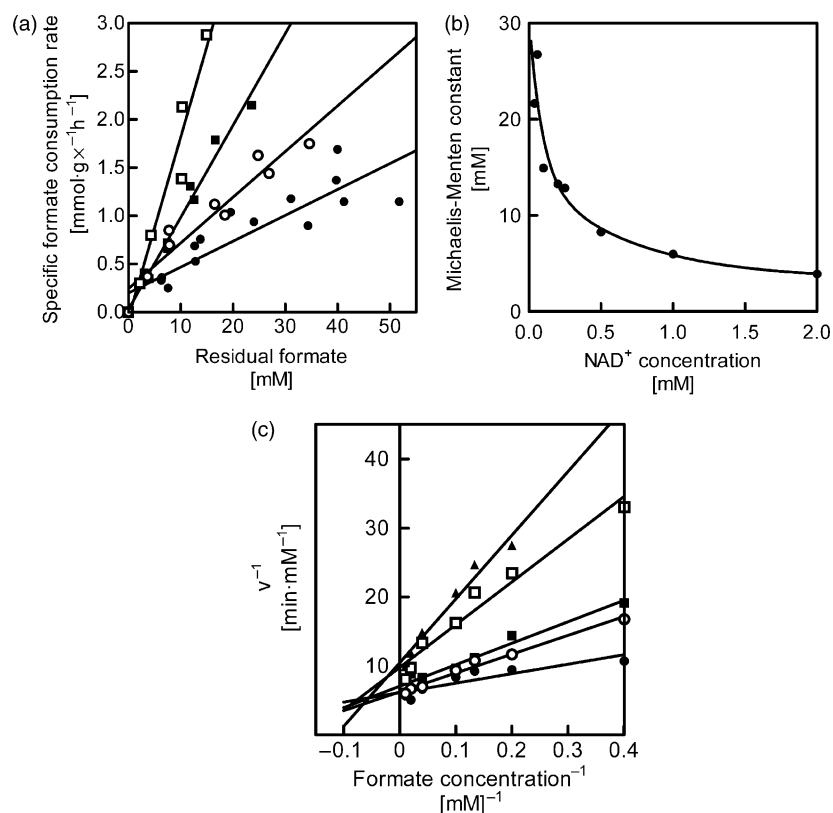 (a)
Specific formate consumption rate
[mmol·g×⁻¹h⁻¹]
3.0
2.5
2.0
1.5
1.0
0.5
0.0
0 10 20 30 40 50
Residual formate
[mM]
(b)
Michaelis-Menten constant
[mM]
30
20
10
0
0.0 0.5 1.0 1.5 2.0
NAD⁺ concentration
[mM]
(c)
v⁻¹
[min·mM⁻¹]
40
30
20
10
−0.1 0 0.1 0.2 0.3 0.4
Formate concentration⁻¹
[mM]⁻¹